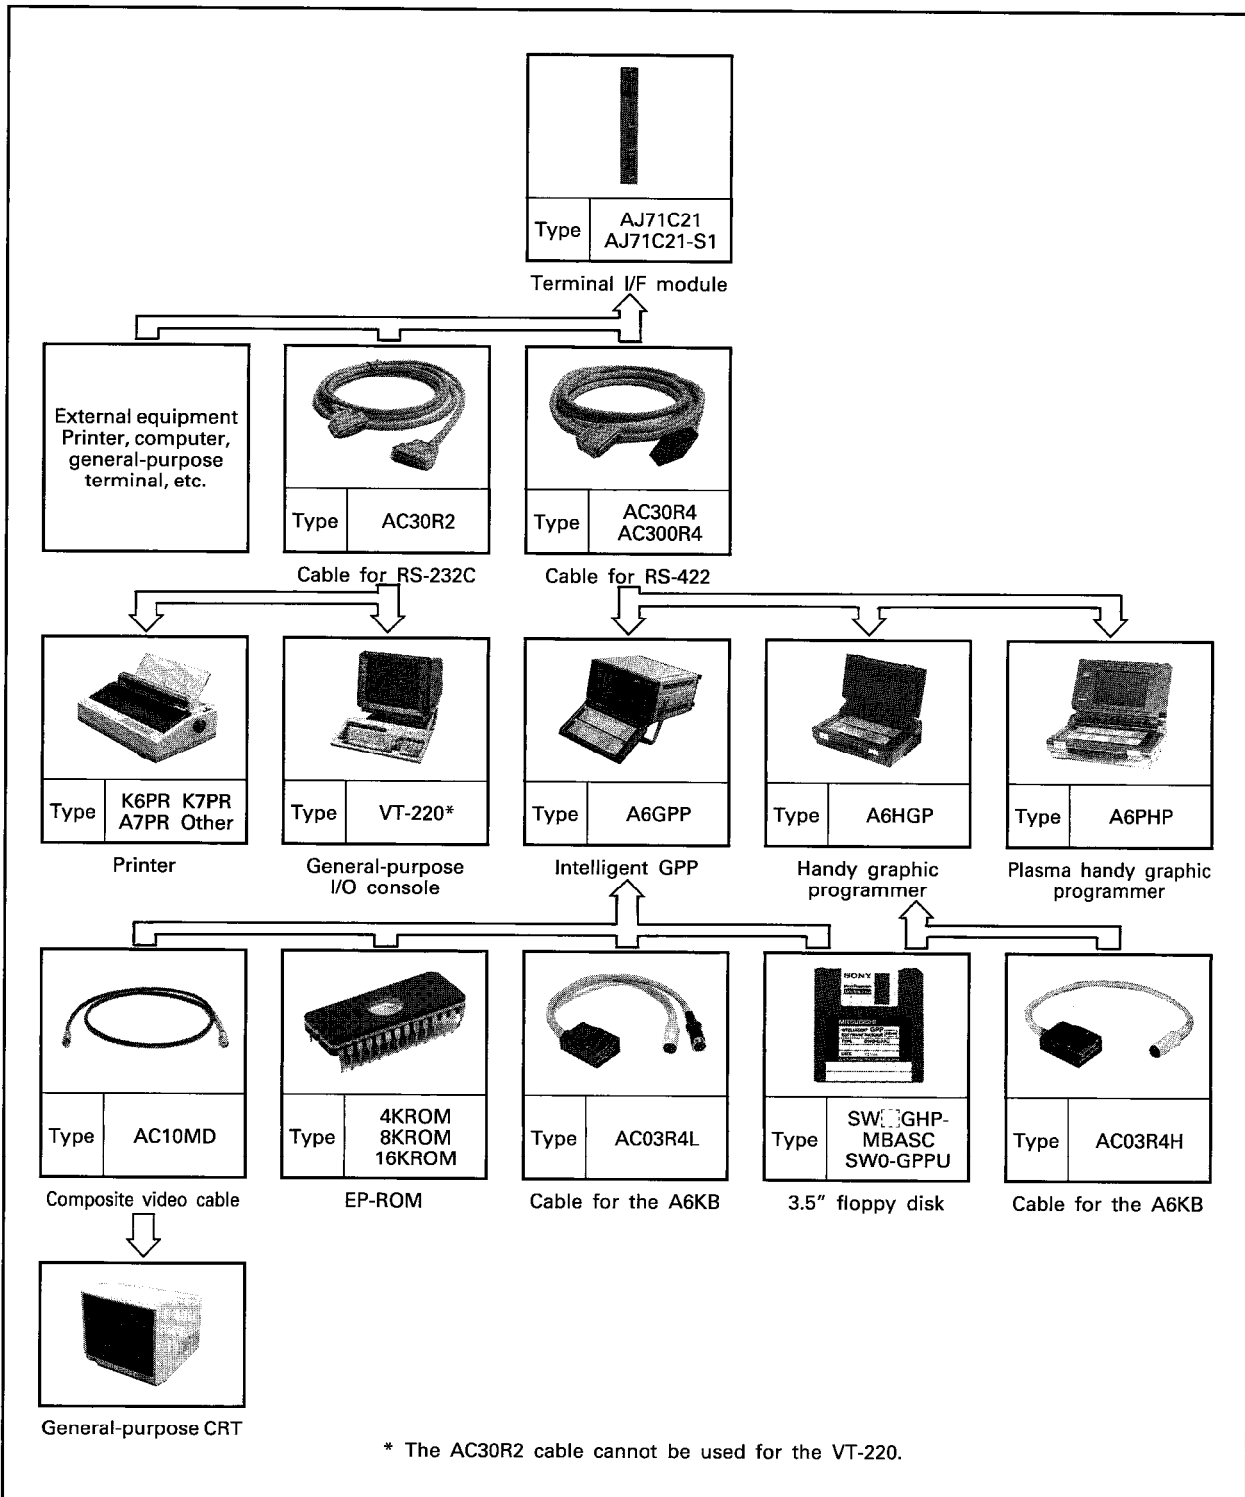 Type
AJ71C21
AJ71C21-S1
Terminal I/F module
External equipment
Printer, computer,
general-purpose
terminal, etc.
Type
AC30R2
Cable for RS-232C
Type
AC30R4
AC300R4
Cable for RS-422
Type
K6PR K7PR
A7PR Other
Printer
Type
VT-220*
General-purpose
I/O console
Type
A6GPP
Intelligent GPP
Type
A6HGP
Handy graphic
programmer
Type
A6PHP
Plasma handy graphic
programmer
Type
AC10MD
Composite video cable
Type
4KROM
8KROM
16KROM
EP-ROM
Type
AC03R4L
Cable for the A6KB
SONY
MITSUBISHI
INTELLIGENT GPP
Type
SW GHP-
MBASC
SW0-GPPU
3.5" floppy disk
Type
AC03R4H
Cable for the A6KB
General-purpose CRT
* The AC30R2 cable cannot be used for the VT-220.